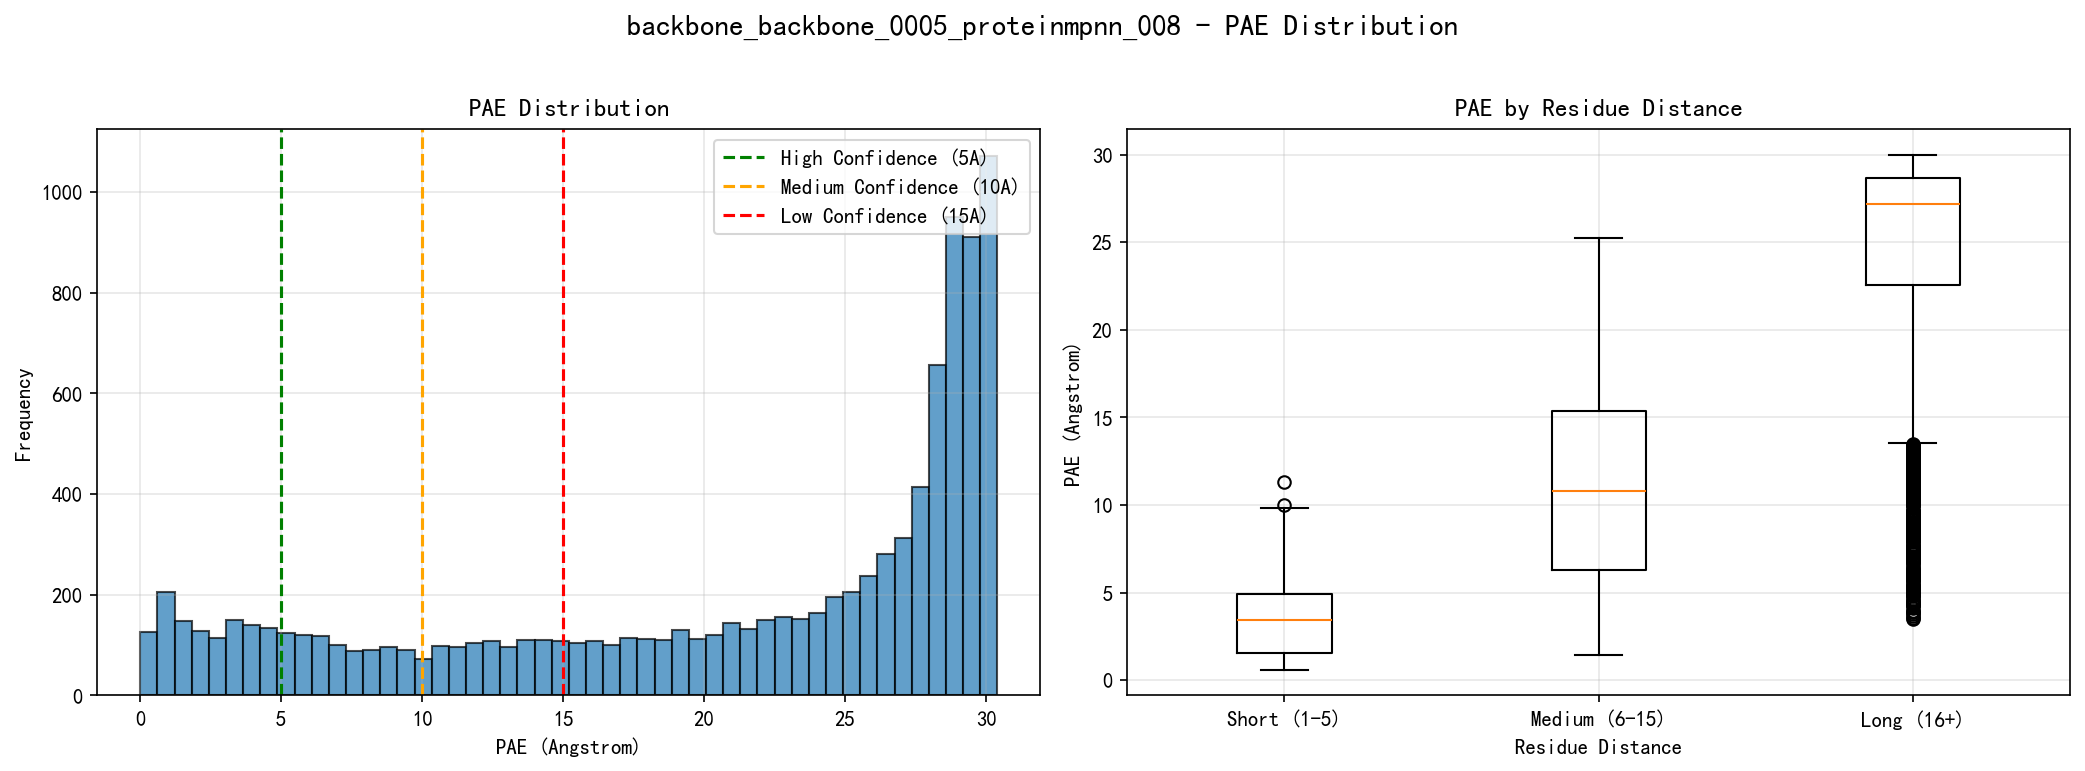 backbone_backbone_0005_proteinmpnn_008 - PAE Distribution
PAE Distribution
High Confidence (5A)
Medium Confidence (10A)
Low Confidence (15A)
Frequency
1000
800
600
400
200
0
0 5 10 15 20 25 30
PAE (Angstrom)
PAE by Residue Distance
PAE (Angstrom)
30
25
20
15
10
5
0
Short (1-5) Medium (6-15) Long (16+)
Residue Distance